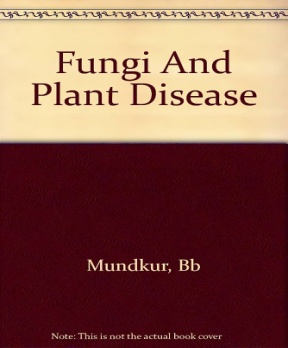 Fungi And
Plant Disease
Mundkur, Bb
Note: This is not the actual book cover